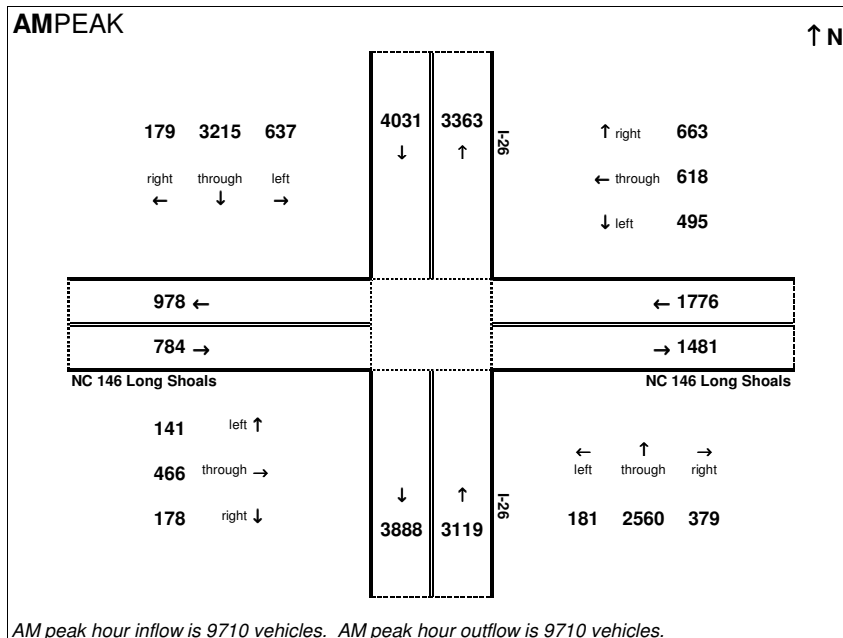 AMPEAK
↑ N
179 3215 637
right through left
← ↓ →
4031 3363
↓ ↑
I-26
↑ right 663
← through 618
↓ left 495
978 ←
784 →
← 1776
→ 1481
NC 146 Long Shoals
NC 146 Long Shoals
141 left ↑
466 through →
178 right ↓
↓ ↑
3888 3119
I-26
← ↑ →
left through right
181 2560 379
AM peak hour inflow is 9710 vehicles. AM peak hour outflow is 9710 vehicles.